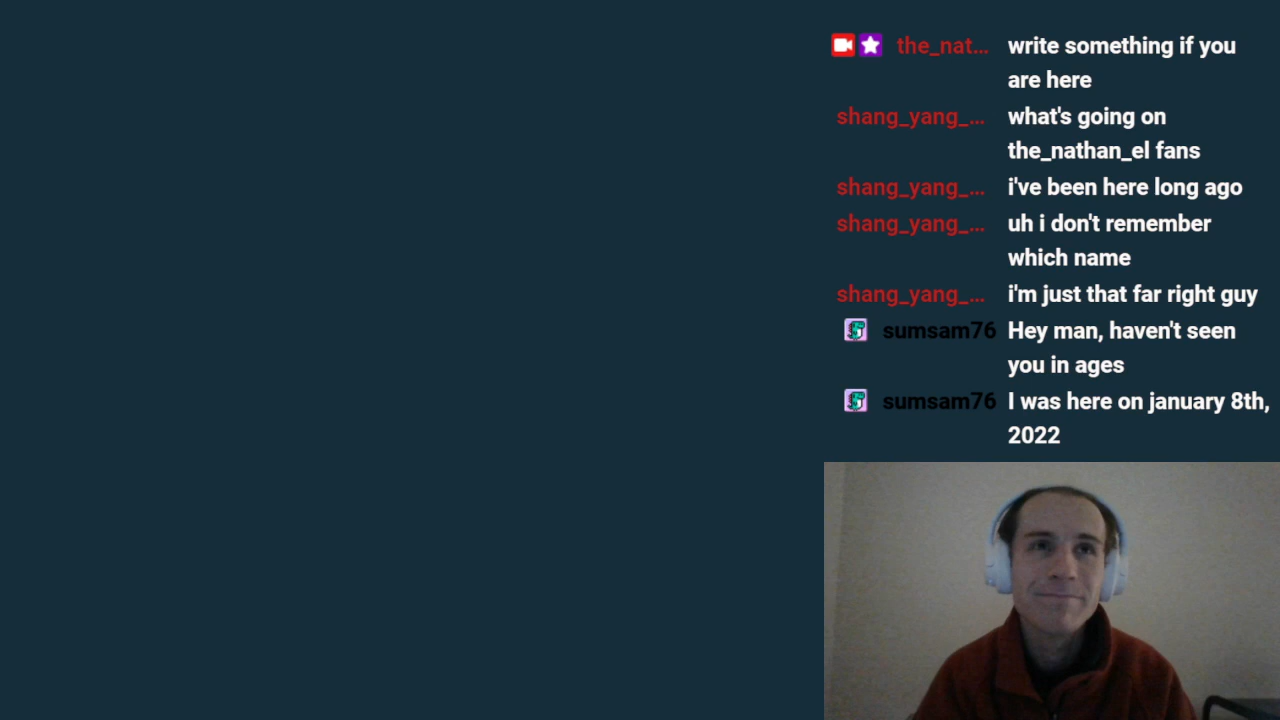 the_nat... write something if you
are here
shang_yang_... what's going on
the_nathan_el fans
shang_yang_... i've been here long ago
shang_yang_... uh i don't remember
which name
shang_yang_... i'm just that far right guy
sumsam76 Hey man, haven't seen
you in ages
sumsam76 I was here on january 8th,
2022